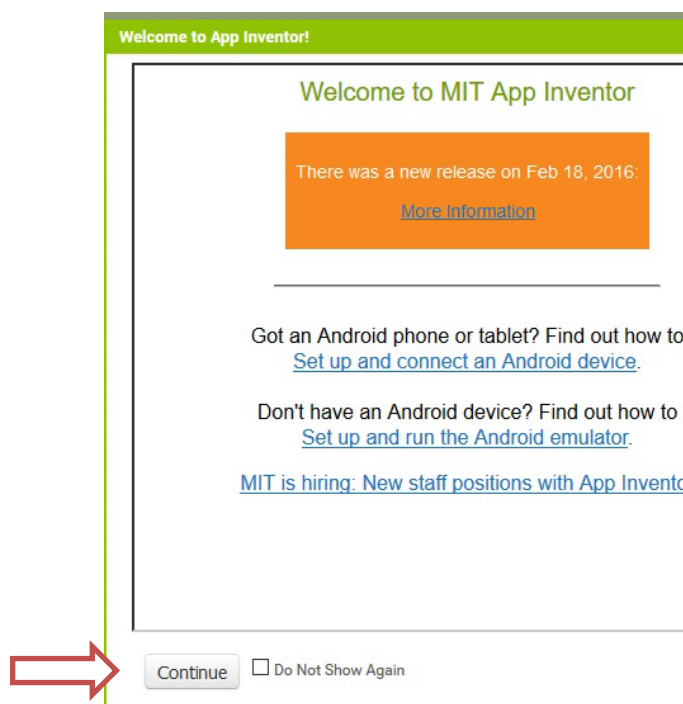 Welcome to App Inventor!
Welcome to MIT App Inventor
There was a new release on Feb 18, 2016:
More Information
Got an Android phone or tablet? Find out how to
Set up and connect an Android device.
Don't have an Android device? Find out how to
Set up and run the Android emulator.
MIT is hiring: New staff positions with App Invento
Continue
Do Not Show Again